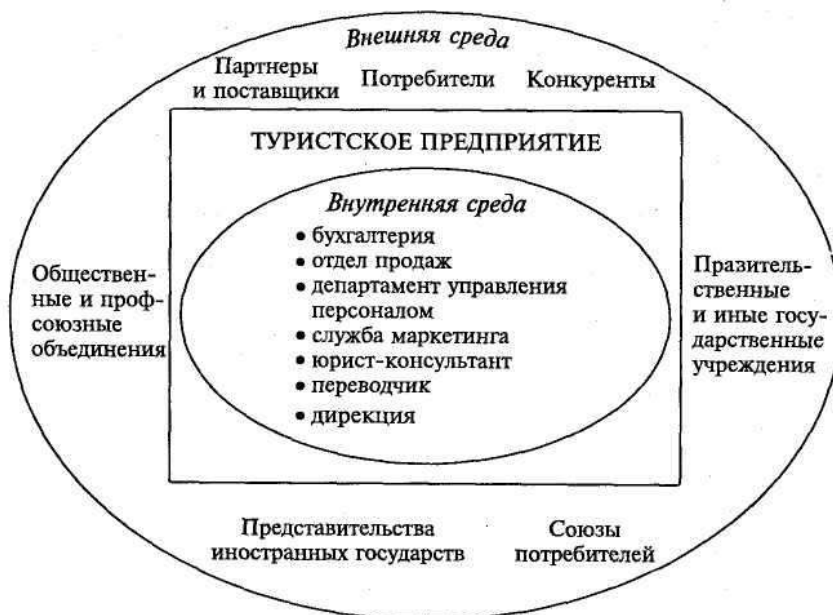 Внешняя среда
Партнеры
и поставщики
Потребители
Конкуренты
ТУРИСТСКОЕ ПРЕДПРИЯТИЕ
Внутренняя среда
• бухгалтерия
• отдел продаж
• департамент управления
персоналом
• служба маркетинга
• юрист-консультант
• переводчик
• дирекция
Обществен-
ные и проф-
союзные
объединения
Празитель-
ственные
и иные госу-
дарственные
учреждения
Представительства
иностранных государств
Союзы
потребителей